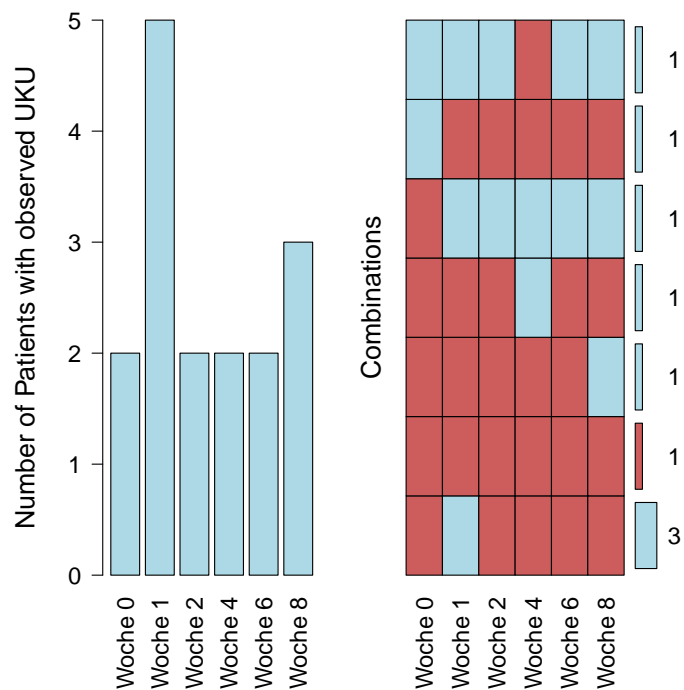 Number of Patients with observed UKU
5
4
3
2
1
0
Woche 0
Woche 1
Woche 2
Woche 4
Woche 6
Woche 8
Combinations
1
1
1
1
1
1
3
Woche 0
Woche 1
Woche 2
Woche 4
Woche 6
Woche 8